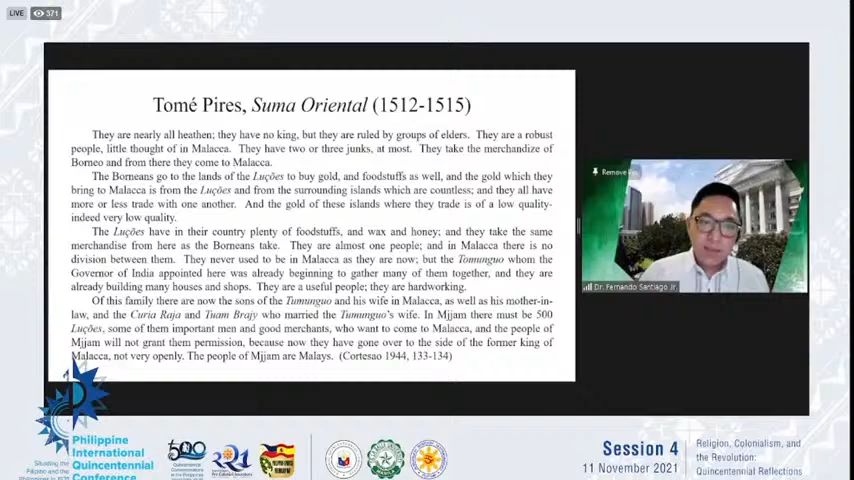 LIVE 371
Tomé Pires, Suma Oriental (1512-1515)
They are nearly all heathen; they have no king, but they are ruled by groups of elders. They are a robust
people, little thought of in Malacca. They have two or three junks, at most. They take the merchandize of
Borneo and from there they come to Malacca.
The Borneans go to the lands of the Luções to buy gold, and foodstuffs as well, and the gold which they
bring to Malacca is from the Luções and from the surrounding islands which are countless; and they all have
more or less trade with one another. And the gold of these islands where they trade is of a low quality-
indeed very low quality.
The Luções have in their country plenty of foodstuffs, and wax and honey; and they take the same
merchandise from here as the Borneans take. They are almost one people; and in Malacca there is no
division between them. They never used to be in Malacca as they are now; but the Tomunguo whom the
Governor of India appointed here was already beginning to gather many of them together, and they are
already building many houses and shops. They are a useful people; they are hardworking.
Of this family there are now the sons of the Tumunguo and his wife in Malacca, as well as his mother-in-
law, and the Curia Raja and Tuam Brajy who married the Tumunguo's wife. In Mjjam there must be 500
Luções, some of them important men and good merchants, who want to come to Malacca, and the people of
Mjjam will not grant them permission, because now they have gone over to the side of the former king of
Malacca, not very openly. The people of Mjjam are Malays. (Cortesao 1944, 133-134)
Dr. Fernando Santiago Jr.
Philippine
International
Quincentennial
Conference
Situating the
Filipino and the
500
Session 4
11 November 2021
Religion, Colonialism, and
the Revolution:
Quincentennial Reflections